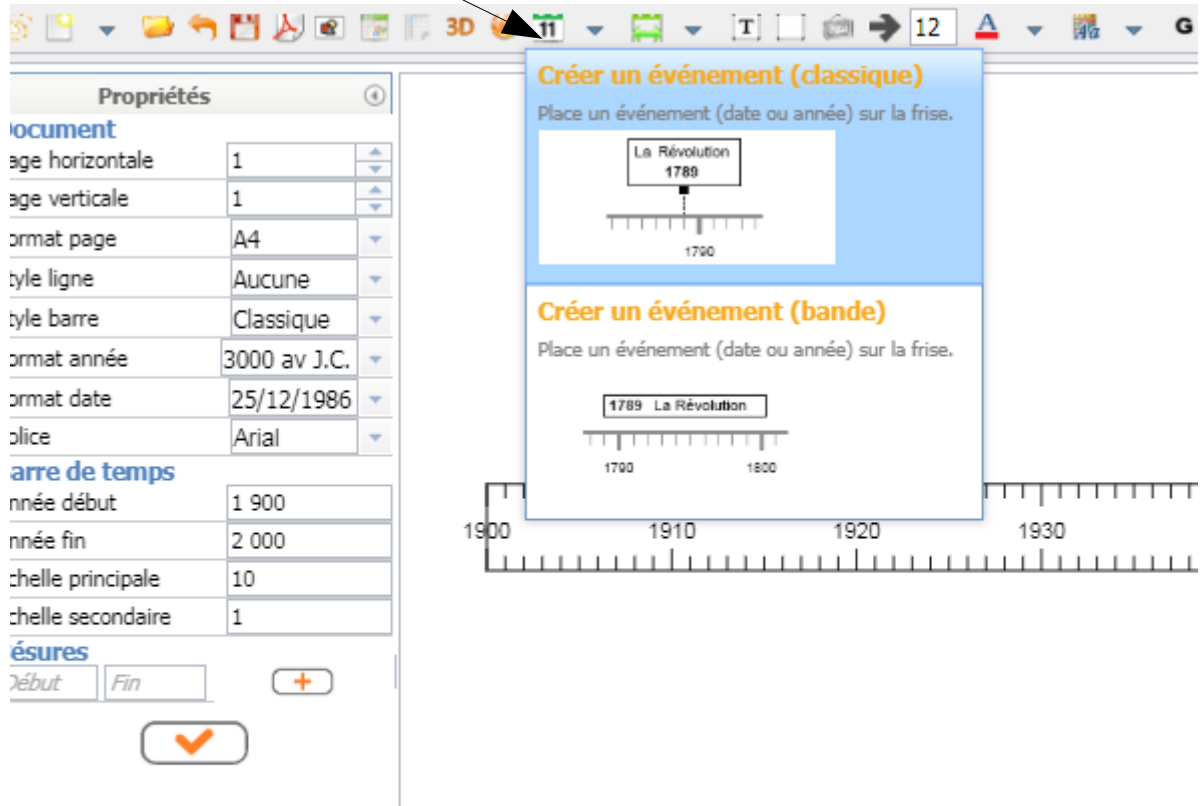 3D 11 T 12 A G
Propriétés
ocument
age horizontale 1
age verticale 1
ormat page A4
tyle ligne Aucune
tyle barre Classique
ormat année 3000 av J.C.
ormat date 25/12/1986
olice Arial
arre de temps
nnée début 1 900
nnée fin 2 000
chelle principale 10
chelle secondaire 1
ésures
Début Fin
Créer un événement (classique)
Place un événement (date ou année) sur la frise.
La Révolution
1789
1790
Créer un événement (bande)
Place un événement (date ou année) sur la frise.
1789 La Révolution
1790 1800
1900 1910 1920 1930